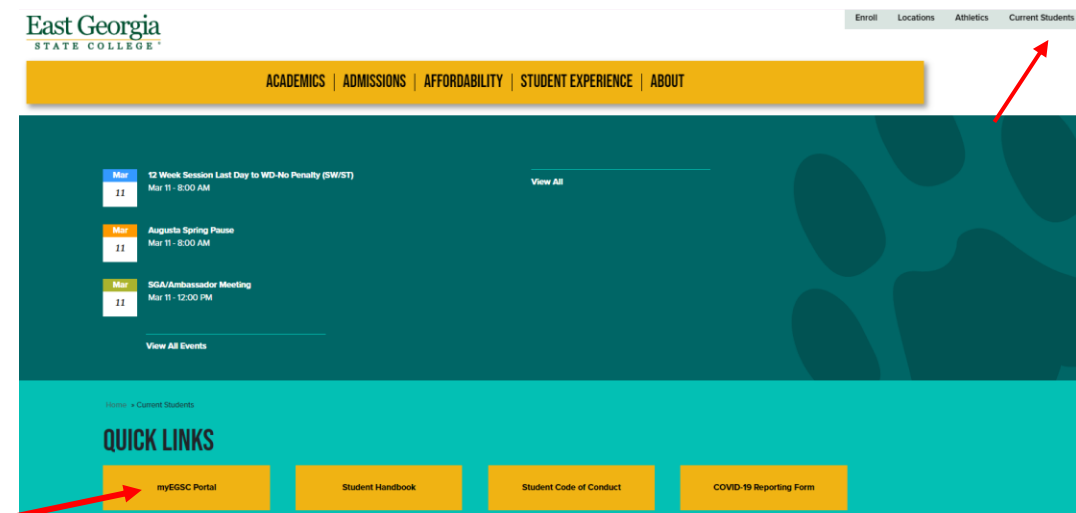 East Georgia
STATE COLLEGE
Enroll Locations Athletics Current Students
ACADEMICS | ADMISSIONS | AFFORDABILITY | STUDENT EXPERIENCE | ABOUT
Mar
11
12 Week Session Last Day to WD-No Penalty (SW/ST)
Mar 11 - 8:00 AM
Mar
11
Augusta Spring Pause
Mar 11 - 8:00 AM
Mar
11
SGA/Ambassador Meeting
Mar 11 - 12:00 PM
View All Events
View All
Home » Current Students
QUICK LINKS
myEGSC Portal
Student Handbook
Student Code of Conduct
COVID-19 Reporting Form